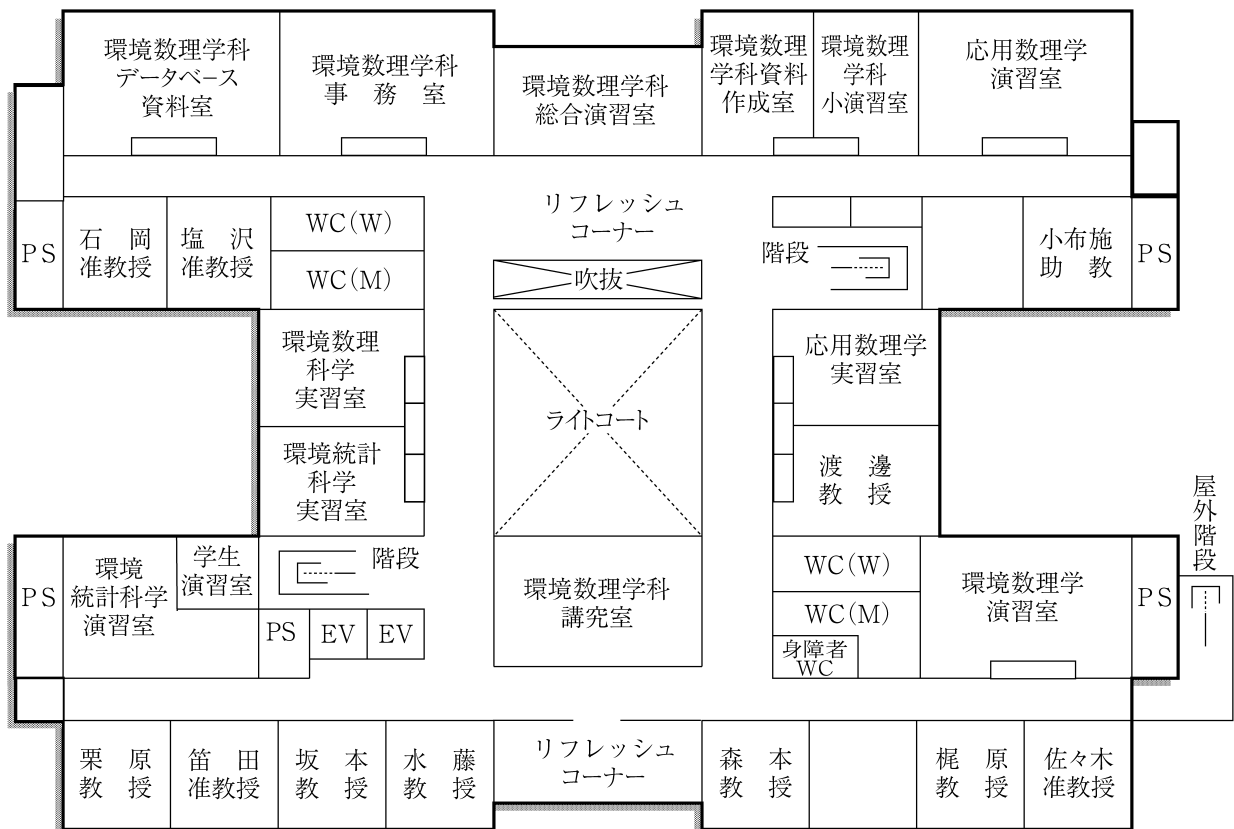 環境数理学科
データベース
資料室
環境数理学科
事務室
環境数理学科
総合演習室
環境数理
学科資料
作成室
環境数理
学科
小演習室
応用数理学
演習室
PS
石岡
准教授
塩沢
准教授
WC(W)
WC(M)
リフレッシュ
コーナー
吹抜
階段
小布施
助教
PS
環境数理
科学
実習室
ライトコート
応用数理学
実習室
環境統計
科学
実習室
渡邊
教授
屋外階段
PS
環境
統計科学
演習室
学生
演習室
階段
PS
EV
EV
環境数理学科
講究室
WC(W)
WC(M)
身障者
WC
環境数理学
演習室
PS
栗原
教授
笛田
准教授
坂本
教授
水藤
教授
リフレッシュ
コーナー
森本
教授
梶原
教授
佐々木
准教授